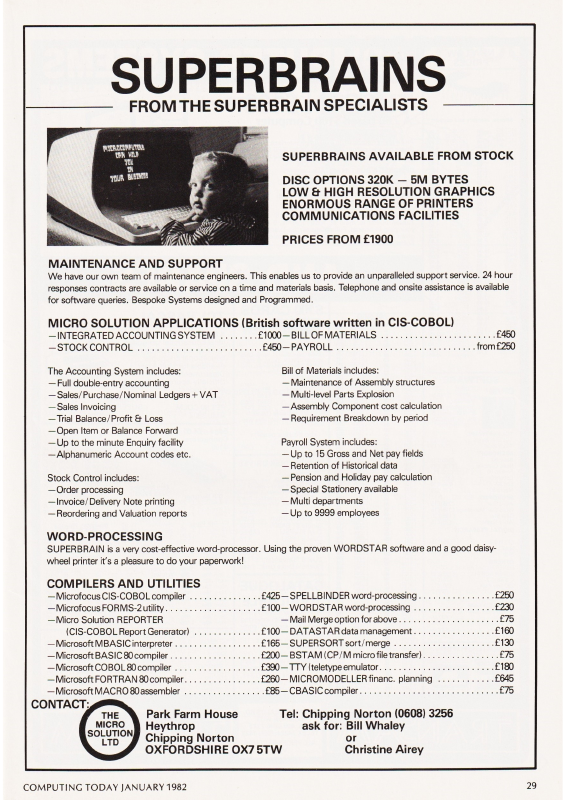 SUPERBRAINS
FROM THE SUPERBRAIN SPECIALISTS
MICROCOMPUTERS
CAN HELP
YOU
IN
YOUR BUSINESS
SUPERBRAINS AVAILABLE FROM STOCK
DISC OPTIONS 320K — 5M BYTES
LOW & HIGH RESOLUTION GRAPHICS
ENORMOUS RANGE OF PRINTERS
COMMUNICATIONS FACILITIES
PRICES FROM £1900
MAINTENANCE AND SUPPORT
We have our own team of maintenance engineers. This enables us to provide an unparalleled support service. 24 hour
responses contracts are available or service on a time and materials basis. Telephone and onsite assistance is available
for software queries. Bespoke Systems designed and Programmed.
MICRO SOLUTION APPLICATIONS (British software written in CIS-COBOL)
—INTEGRATED ACCOUNTING SYSTEM ........£1000—BILL OF MATERIALS ........................£450
—STOCK CONTROL ..........................£450—PAYROLL .............................from £250
The Accounting System includes:
—Full double-entry accounting
—Sales/Purchase/Nominal Ledgers + VAT
—Sales Invoicing
—Trial Balance/Profit & Loss
—Open Item or Balance Forward
—Up to the minute Enquiry facility
—Alphanumeric Account codes etc.
Stock Control includes:
—Order processing
—Invoice/Delivery Note printing
—Reordering and Valuation reports
Bill of Materials includes:
—Maintenance of Assembly structures
—Multi-level Parts Explosion
—Assembly Component cost calculation
—Requirement Breakdown by period
Payroll System includes:
—Up to 15 Gross and Net pay fields
—Retention of Historical data
—Pension and Holiday pay calculation
—Special Stationery available
—Multi departments
—Up to 9999 employees
WORD-PROCESSING
SUPERBRAIN is a very cost-effective word-processor. Using the proven WORDSTAR software and a good daisy-
wheel printer it's a pleasure to do your paperwork!
COMPILERS AND UTILITIES
—Microfocus CIS-COBOL compiler ...............£425—SPELLBINDER word-processing ................£250
—Microfocus FORMS-2 utility....................£100—WORDSTAR word-processing .................£230
—Micro Solution REPORTER —Mail Merge option for above ....................£75
(CIS-COBOL Report Generator) ..............£100—DATASTAR data management ................£160
—Microsoft MBASIC interpreter .................£165—SUPERSORT sort/merge ....................£130
—Microsoft BASIC 80 compiler...................£200—BSTAM (CP/M micro file transfer) ...............£75
—Microsoft COBOL 80 compiler..................£390—TTY (teletype emulator.......................£180
—Microsoft FORTRAN 80 compiler...............£260—MICROMODELLER financ. planning ............£645
—Microsoft MACRO 80 assembler ................£85—CBASIC compiler............................£75
CONTACT:
THE
MICRO
SOLUTION
LTD
Park Farm House
Heythrop
Chipping Norton
OXFORDSHIRE OX7 5TW
Tel: Chipping Norton (0608) 3256
ask for: Bill Whaley
or
Christine Airey
COMPUTING TODAY JANUARY 1982 29